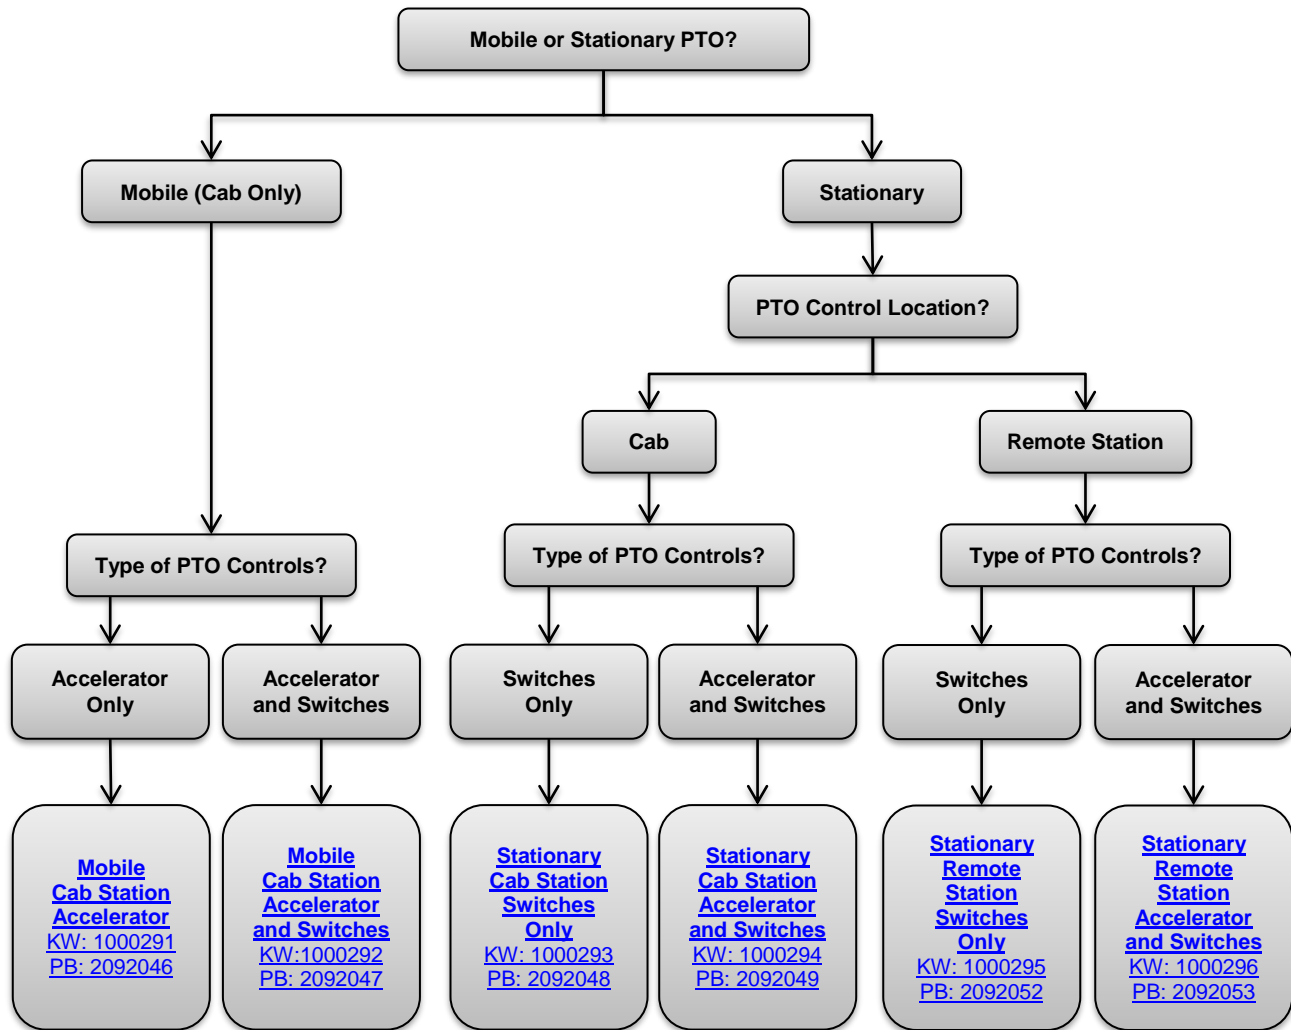 Mobile or Stationary PTO?
Mobile (Cab Only)
Stationary
PTO Control Location?
Cab
Remote Station
Type of PTO Controls?
Type of PTO Controls?
Type of PTO Controls?
Accelerator
Only
Accelerator
and Switches
Switches
Only
Accelerator
and Switches
Switches
Only
Accelerator
and Switches
Mobile
Cab Station
Accelerator
KW: 1000291
PB: 2092046
Mobile
Cab Station
Accelerator
and Switches
KW:1000292
PB: 2092047
Stationary
Cab Station
Switches
Only
KW: 1000293
PB: 2092048
Stationary
Cab Station
Accelerator
and Switches
KW: 1000294
PB: 2092049
Stationary
Remote
Station
Switches
Only
KW: 1000295
PB: 2092052
Stationary
Remote
Station
Accelerator
and Switches
KW: 1000296
PB: 2092053